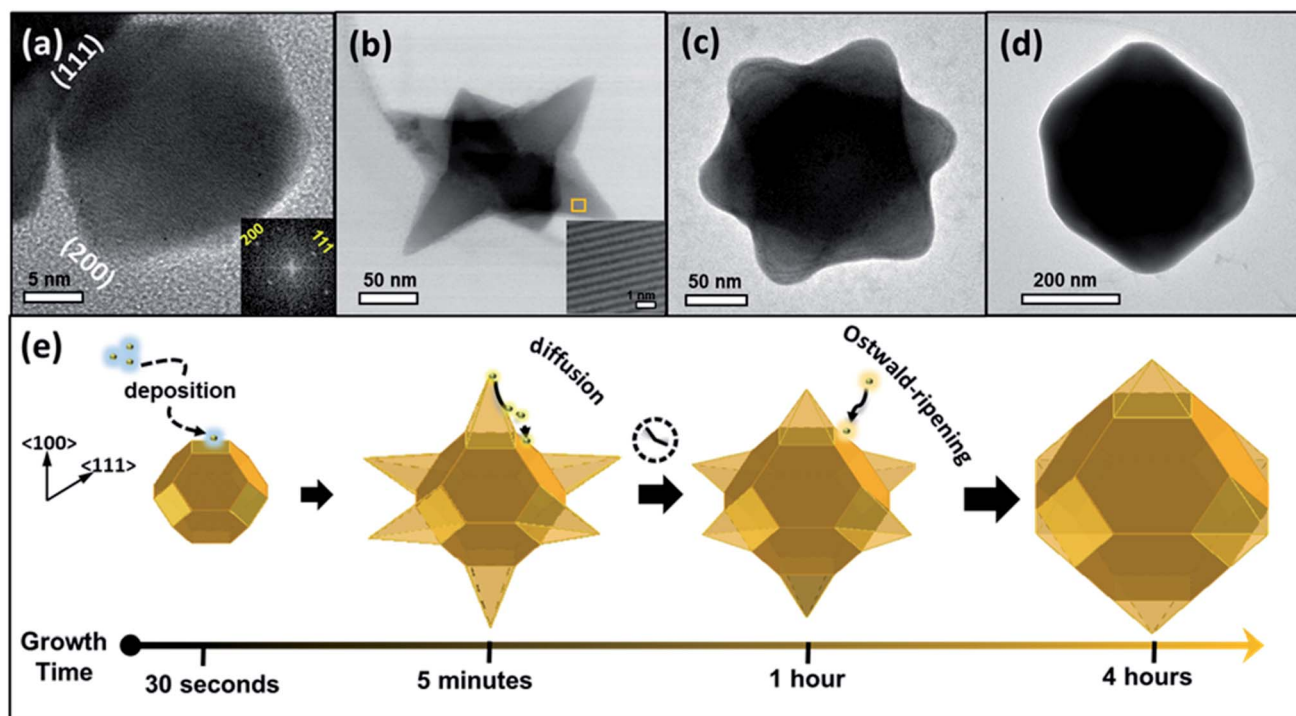 (a)
(111)
(200)
5 nm
200
111
(b)
50 nm
1 nm
(c)
50 nm
(d)
200 nm
(e)
deposition
<100>
<111>
diffusion
Ostwald-ripening
Growth
Time
30 seconds
5 minutes
1 hour
4 hours